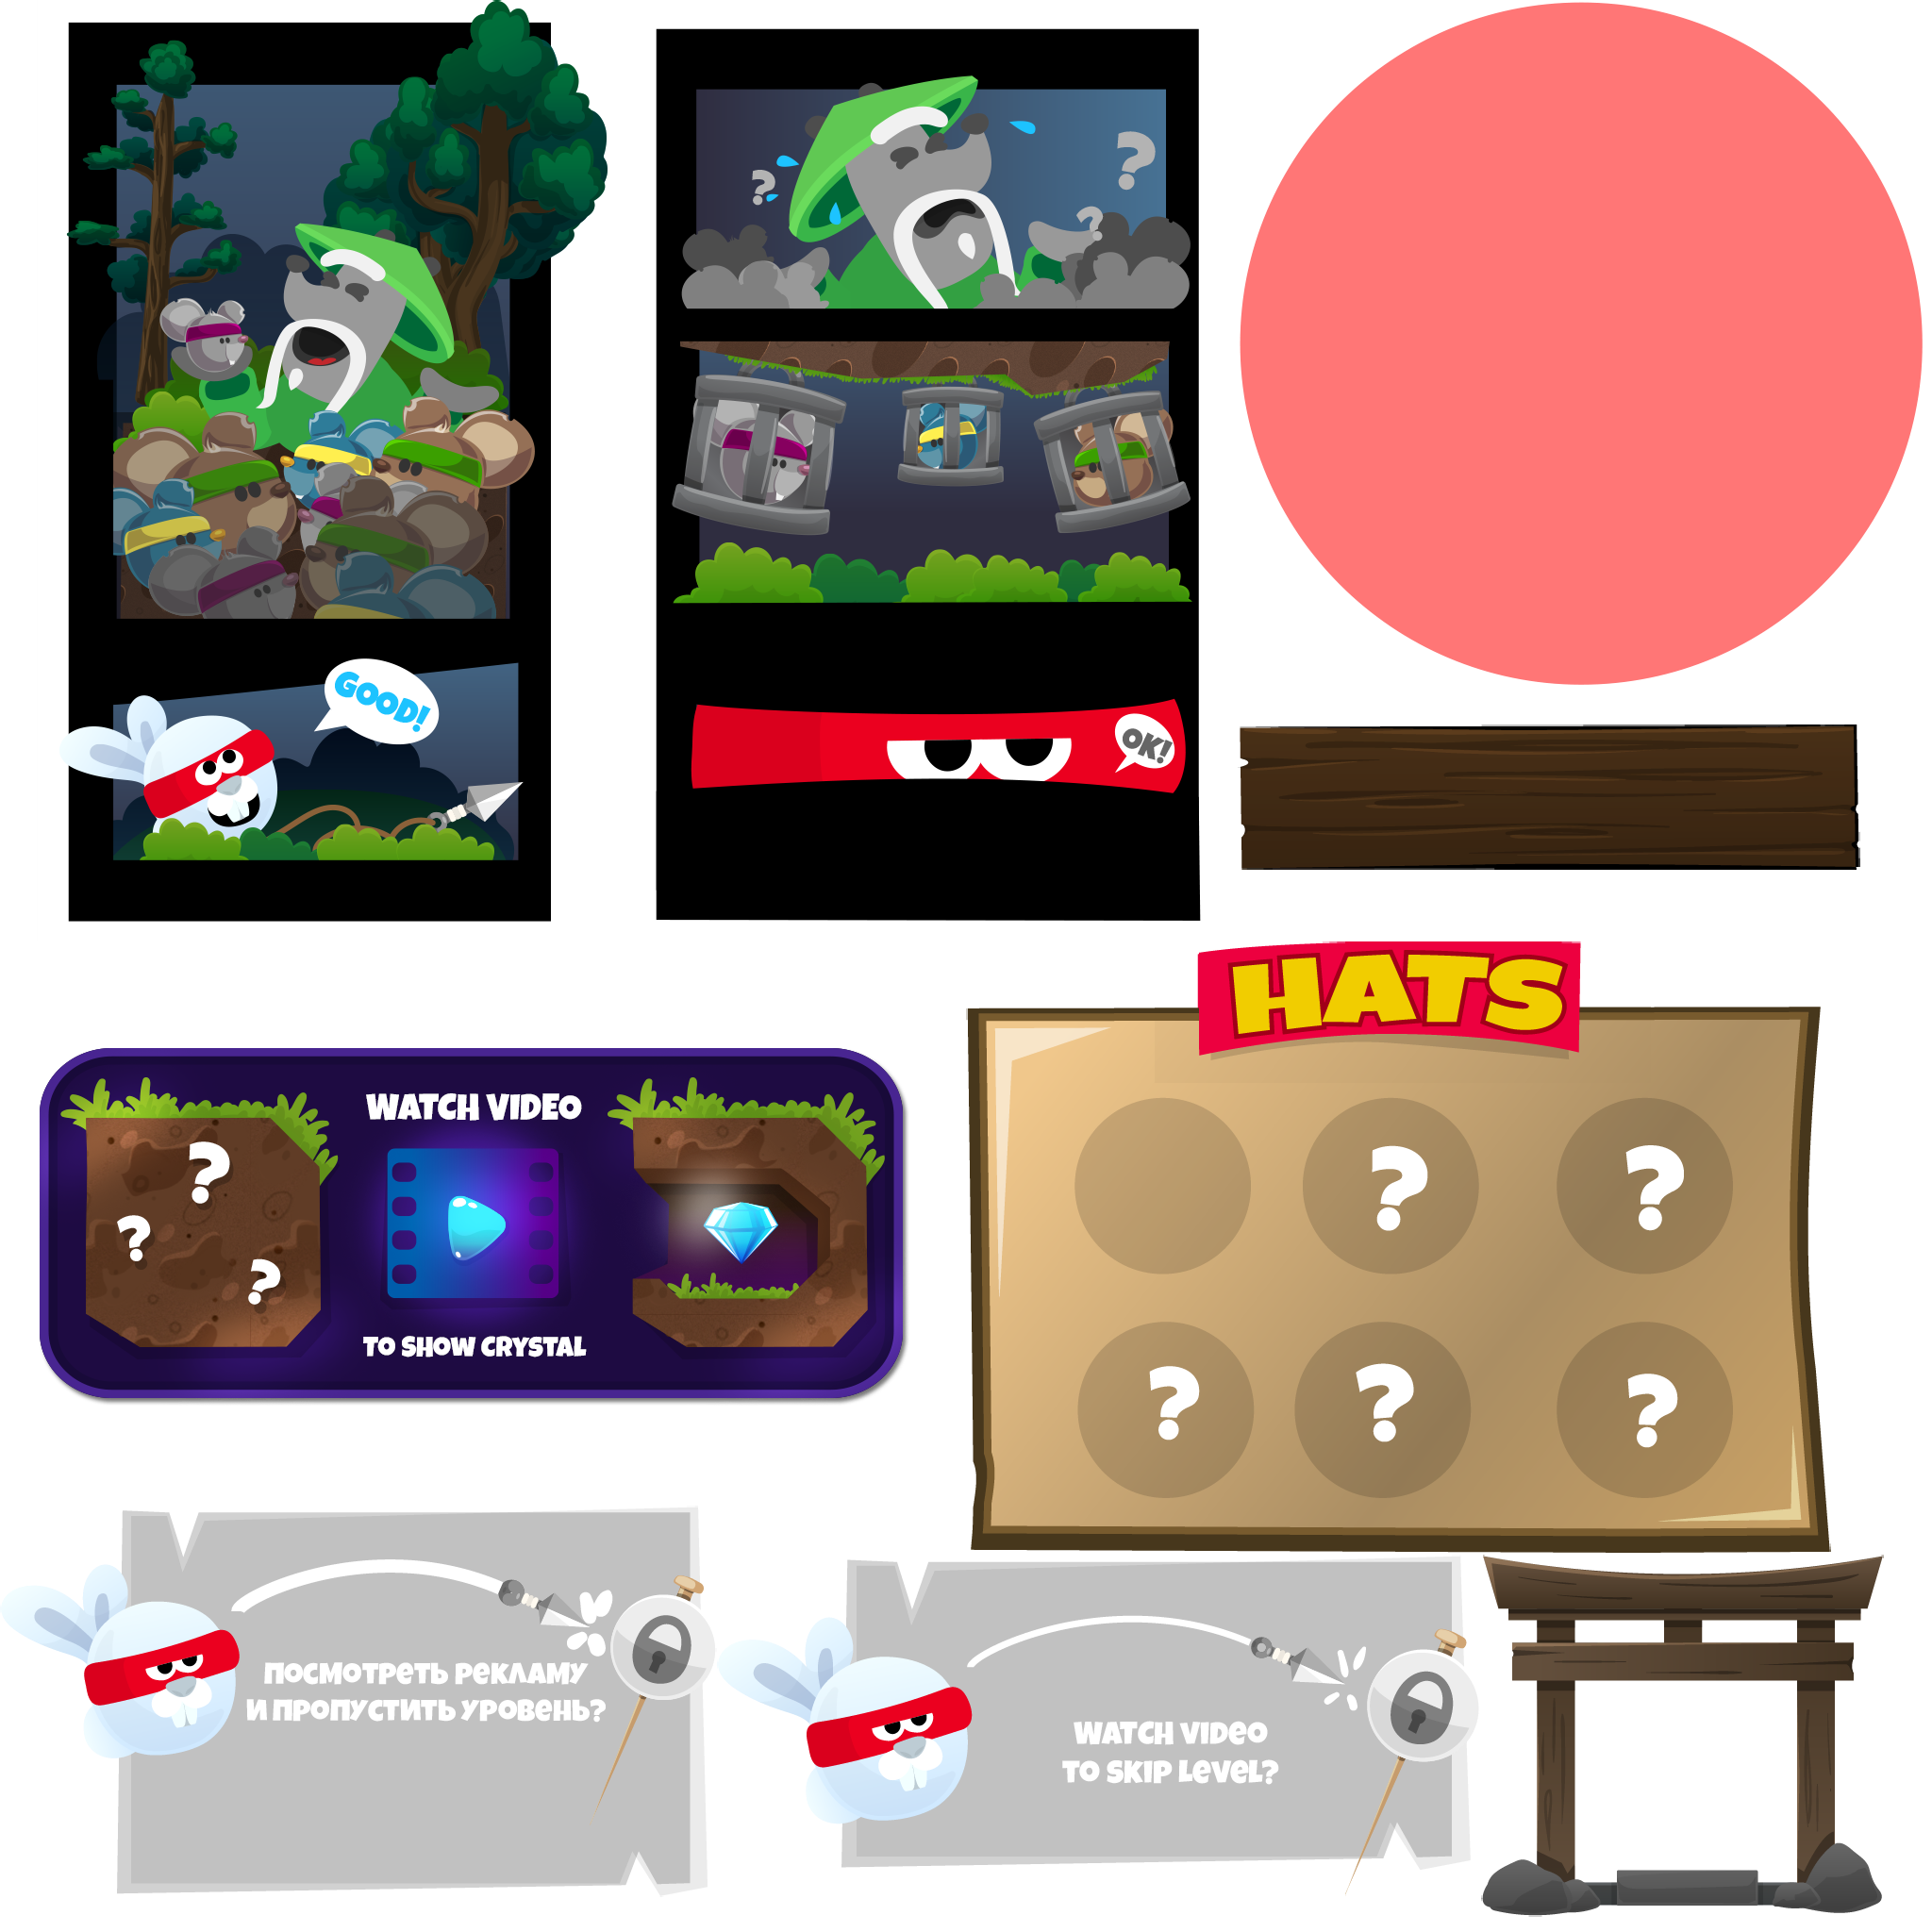 ?
?
?
GOOD!
OK!
HATS
?
?
?
?
?
WATCH VIDEO
?
?
?
TO SHOW CRYSTAL
ПОСМОТРЕТЬ РЕКЛАМУ
И ПРОПУСТИТЬ УРОВЕНЬ?
WATCH VIDEO
TO SKIP LEVEL?